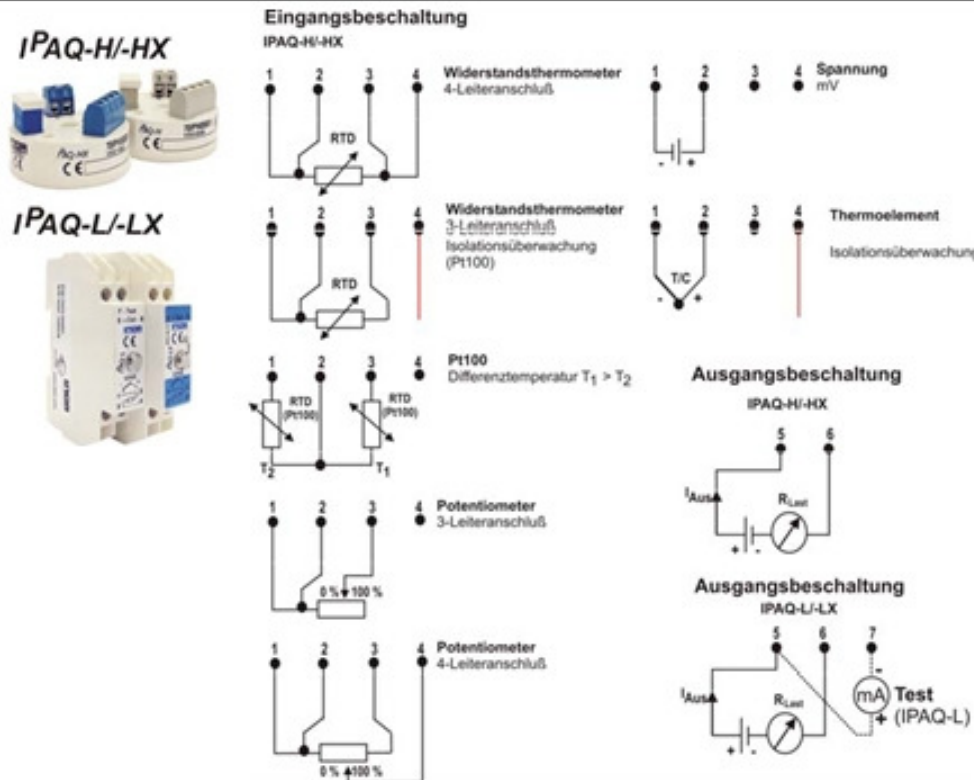 IPAQ-H/-HX
IPAQ-L/-LX
Eingangsbeschaltung
IPAQ-H/-HX
1 2 3 4
Widerstandsthermometer
4-Leiteranschluß
RTD
1 2 3 4
Widerstandsthermometer
3-Leiteranschluß
Isolationsüberwachung
(Pt100)
RTD
1 2 3 4
Pt100
Differenztemperatur T1 > T2
RTD
(Pt100)
RTD
(Pt100)
T2
T1
1 2 3 4
Potentiometer
3-Leiteranschluß
0 % 100 %
1 2 3 4
Potentiometer
4-Leiteranschluß
0 % 100 %
1 2 3 4
Spannung
mV
- +
1 2 3 4
Thermoelement
Isolationsüberwachung
T/C
- +
Ausgangsbeschaltung
IPAQ-H/-HX
5 6
IAus
RLast
+ -
Ausgangsbeschaltung
IPAQ-L/-LX
5 6 7
IAus
RLast
+ -
-
mA
+
Test
(IPAQ-L)